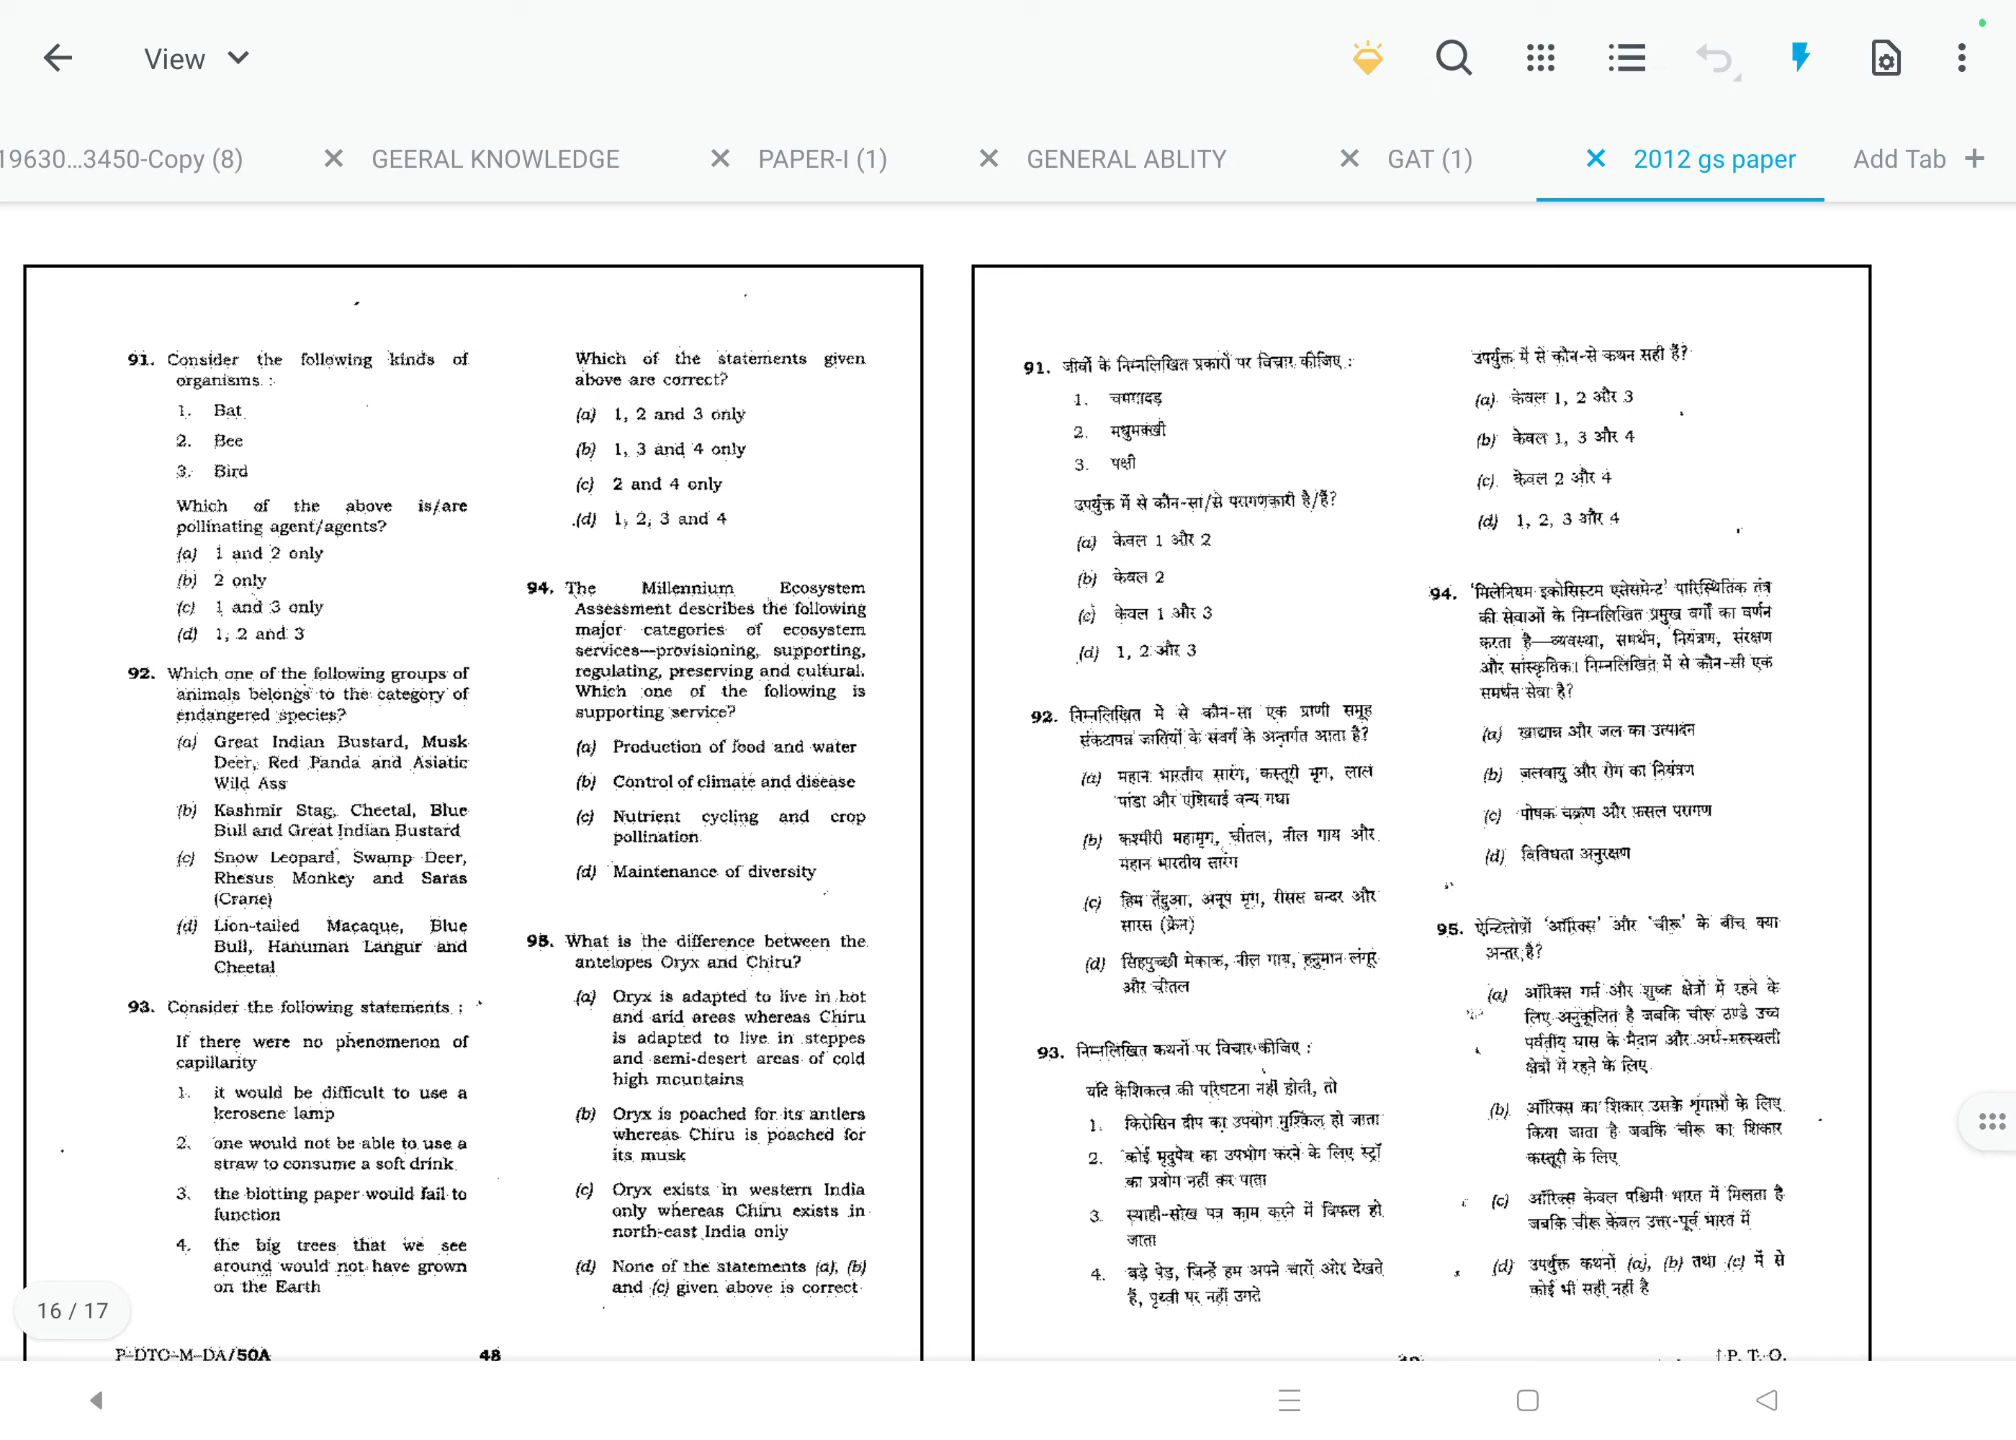 View
19630...3450-Copy (8)
GEERAL KNOWLEDGE
PAPER-I (1)
GENERAL ABLITY
GAT (1)
2012 gs paper
Add Tab +
91. Consider the following kinds of
organisms :
1. Bat
2. Bee
3. Bird
Which of the above is/are
pollinating agent/agents?
(a) 1 and 2 only
(b) 2 only
(c) 1 and 3 only
(d) 1, 2 and 3
92. Which one of the following groups of
animals belongs to the category of
endangered species?
(a) Great Indian Bustard, Musk
Deer, Red Panda and Asiatic
Wild Ass
(b) Kashmir Stag, Cheetal, Blue
Bull and Great Indian Bustard
(c) Snow Leopard, Swamp Deer,
Rhesus Monkey and Saras
(Crane)
(d) Lion-tailed Macaque, Blue
Bull, Hanuman Langur and
Cheetal
93. Consider the following statements :
If there were no phenomenon of
capillarity
1. it would be difficult to use a
kerosene lamp
2. one would not be able to use a
straw to consume a soft drink
3. the blotting paper would fail to
function
4. the big trees that we see
around would not have grown
on the Earth
Which of the statements given
above are correct?
(a) 1, 2 and 3 only
(b) 1, 3 and 4 only
(c) 2 and 4 only
(d) 1, 2, 3 and 4
94. The Millennium Ecosystem
Assessment describes the following
major categories of ecosystem
services—provisioning, supporting,
regulating, preserving and cultural.
Which one of the following is
supporting service?
(a) Production of food and water
(b) Control of climate and disease
(c) Nutrient cycling and crop
pollination
(d) Maintenance of diversity
95. What is the difference between the
antelopes Oryx and Chiru?
(a) Oryx is adapted to live in hot
and arid areas whereas Chiru
is adapted to live in steppes
and semi-desert areas of cold
high mountains
(b) Oryx is poached for its antlers
whereas Chiru is poached for
its musk
(c) Oryx exists in western India
only whereas Chiru exists in
north-east India only
(d) None of the statements (a), (b)
and (c) given above is correct
P-DTO-M-DA/50A
48
91. जीवों के निम्नलिखित प्रकारों पर विचार कीजिए :
1. चमगादड़
2. मधुमक्खी
3. पक्षी
उपर्युक्त में से कौन-सा/से परागणकारी है/हैं?
(a) केवल 1 और 2
(b) केवल 2
(c) केवल 1 और 3
(d) 1, 2 और 3
92. निम्नलिखित में से कौन-सा एक प्राणी समूह
संकटापन्न जातियों के संवर्ग के अन्तर्गत आता है?
(a) महान भारतीय सारंग, कस्तूरी मृग, लाल
पांडा और एशियाई वन्य गधा
(b) कश्मीरी महामृग, चीतल, नील गाय और
महान भारतीय सारंग
(c) हिम तेंदुआ, अनूप मृग, रीसस बन्दर और
सारस (क्रेन)
(d) सिंहपुच्छी मेकाक, नील गाय, हनुमान लंगूर
और चीतल
93. निम्नलिखित कथनों पर विचार कीजिए :
यदि केशिकत्व की परिघटना नहीं होती, तो
1. किरोसिन दीप का उपयोग मुश्किल हो जाता
2. कोई मृदुपेय का उपभोग करने के लिए स्ट्रॉ
का प्रयोग नहीं कर पाता
3. स्याही-सोख पत्र काम करने में विफल हो
जाता
4. बड़े पेड़, जिन्हें हम अपने चारों ओर देखते
हैं, पृथ्वी पर नहीं उगते
उपर्युक्त में से कौन-से कथन सही हैं?
(a) केवल 1, 2 और 3
(b) केवल 1, 3 और 4
(c) केवल 2 और 4
(d) 1, 2, 3 और 4
94. ‘मिलेनियम इकोसिस्टम एसेसमेन्ट’ पारिस्थितिक तंत्र
की सेवाओं के निम्नलिखित प्रमुख वर्गों का वर्णन
करता है—व्यवस्था, समर्थन, नियंत्रण, संरक्षण
और सांस्कृतिक। निम्नलिखित में से कौन-सी एक
समर्थन सेवा है?
(a) खाद्यान्न और जल का उत्पादन
(b) जलवायु और रोग का नियंत्रण
(c) पोषक चक्रण और फ़सल परागण
(d) विविधता अनुरक्षण
95. ऐन्टिलोपों ‘ऑरिक्स’ और ‘चीरू’ के बीच क्या
अन्तर है?
(a) ऑरिक्स गर्म और शुष्क क्षेत्रों में रहने के
लिए अनुकूलित है जबकि चीरू ठण्डे उच्च
पर्वतीय घास के मैदान और अर्ध-मरुस्थली
क्षेत्रों में रहने के लिए
(b) ऑरिक्स का शिकार उसके शृंगाभों के लिए
किया जाता है जबकि चीरू का शिकार
कस्तूरी के लिए
(c) ऑरिक्स केवल पश्चिमी भारत में मिलता है
जबकि चीरू केवल उत्तर-पूर्व भारत में
(d) उपर्युक्त कथनों (a), (b) तथा (c) में से
कोई भी सही नहीं है
P. T. O.
16 / 17